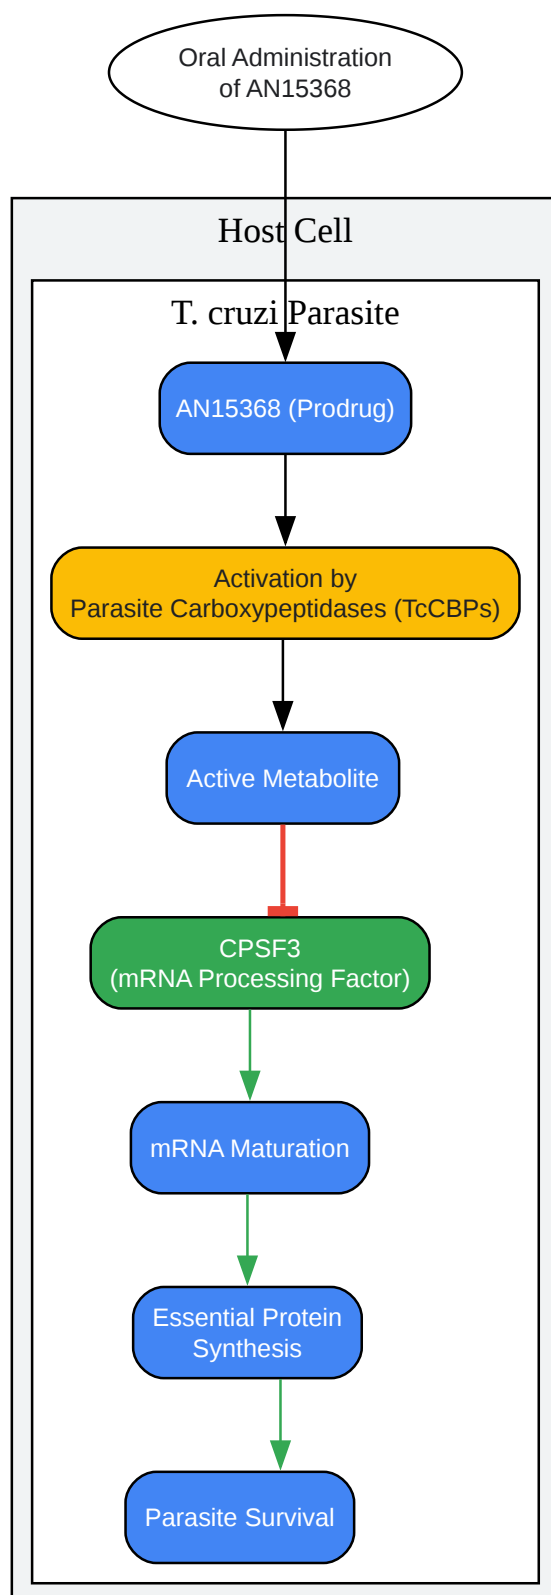 Oral Administration
of AN15368
Host Cell
T. cruzi Parasite
AN15368 (Prodrug)
Activation by
Parasite Carboxypeptidases (TcCBPs)
Active Metabolite
CPSF3
(mRNA Processing Factor)
mRNA Maturation
Essential Protein
Synthesis
Parasite Survival